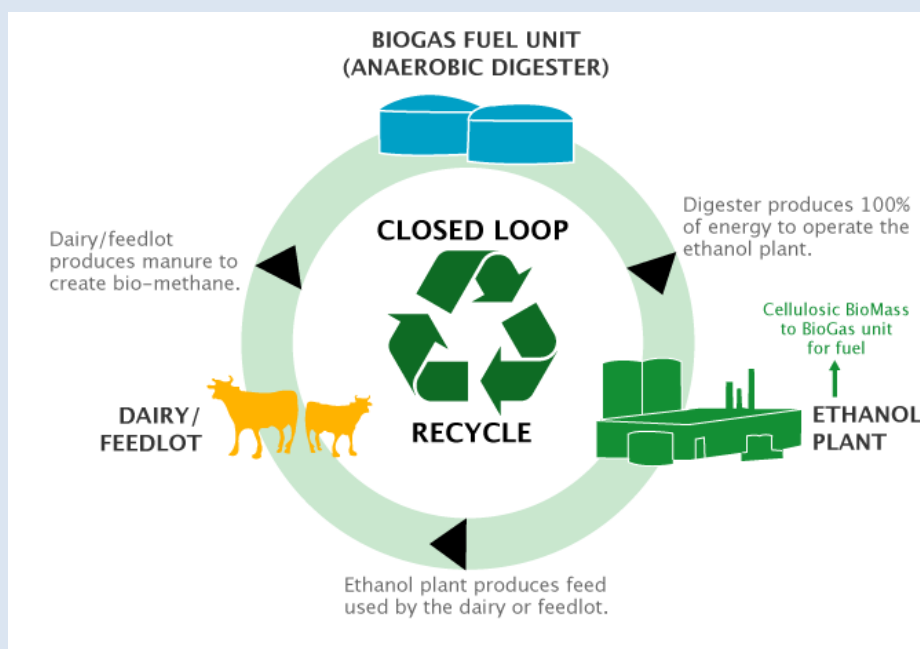 BIOGAS FUEL UNIT
(ANAEROBIC DIGESTER)
Digester produces 100%
of energy to operate the
ethanol plant.
CLOSED LOOP
Dairy/feedlot
produces manure to
create bio-methane.
Cellulosic BioMass
to BioGas unit
for fuel
DAIRY/
FEEDLOT
RECYCLE
ETHANOL
PLANT
Ethanol plant produces feed
used by the dairy or feedlot.